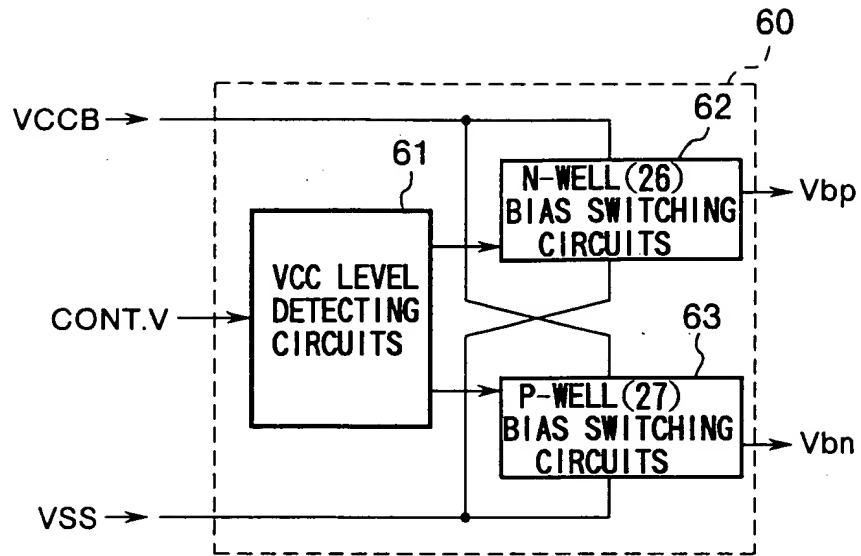 60
VCCB
62
61
N-WELL(26)
BIAS SWITCHING
CIRCUITS
Vbp
VCC LEVEL
DETECTING
CIRCUITS
CONT.V
63
P-WELL(27)
BIAS SWITCHING
CIRCUITS
Vbn
VSS